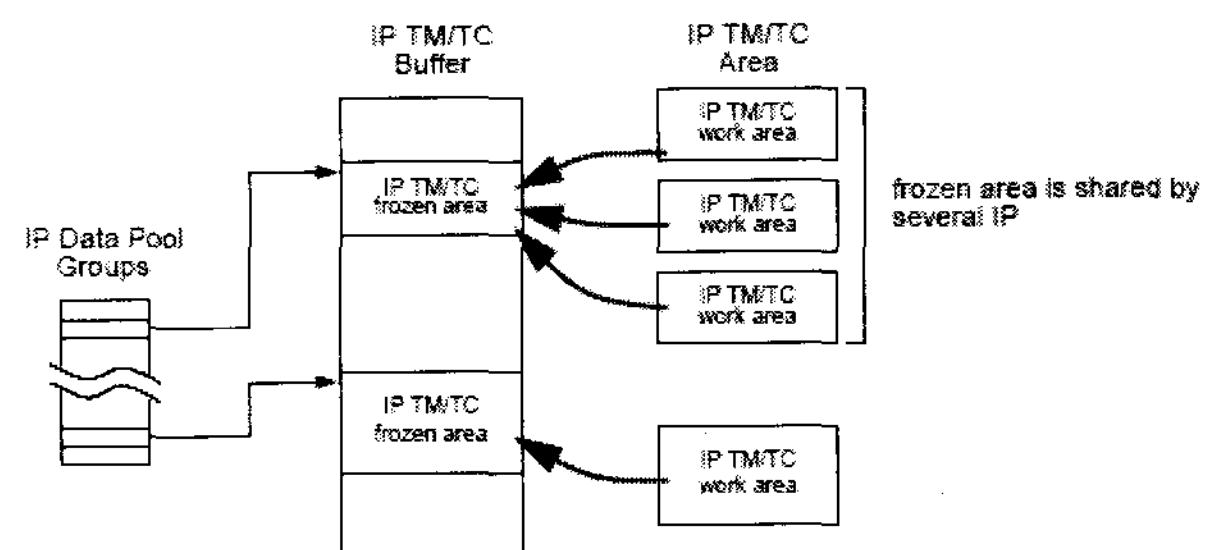 IP TM/TC
Buffer
IP TM/TC
Area
IP TM/TC
work area
IP TM/TC
frozen area
IP TM/TC
work area
frozen area is shared by
several IP
IP Data Pool
Groups
IP TM/TC
work area
IP TM/TC
frozen area
IP TM/TC
work area